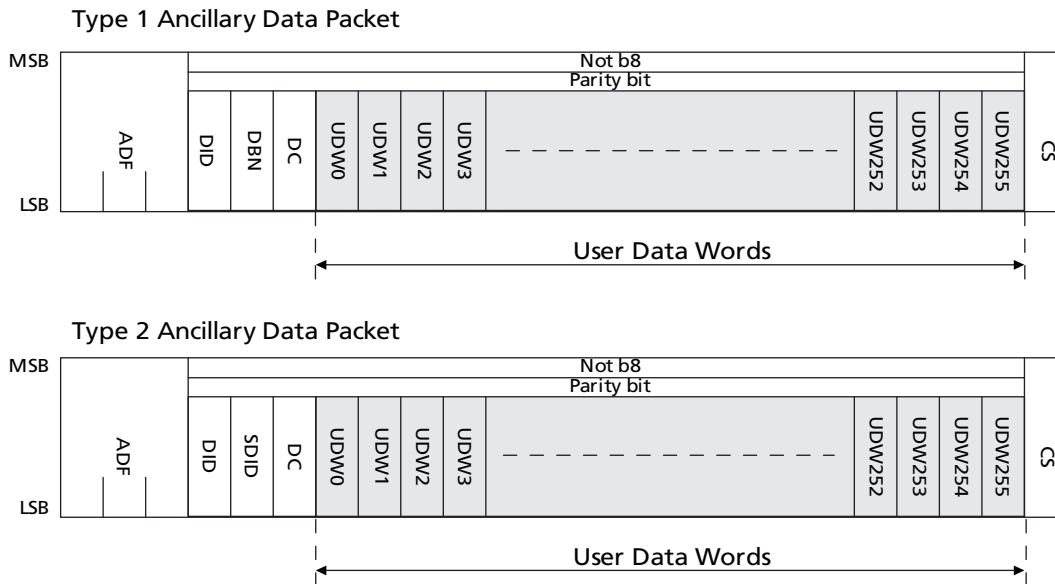 Type 1 Ancillary Data Packet
MSB
Not b8
Parity bit
ADF
DID
DBN
DC
UDW0
UDW1
UDW2
UDW3
UDW252
UDW253
UDW254
UDW255
CS
LSB
User Data Words
Type 2 Ancillary Data Packet
MSB
Not b8
Parity bit
ADF
DID
SDID
DC
UDW0
UDW1
UDW2
UDW3
UDW252
UDW253
UDW254
UDW255
CS
LSB
User Data Words